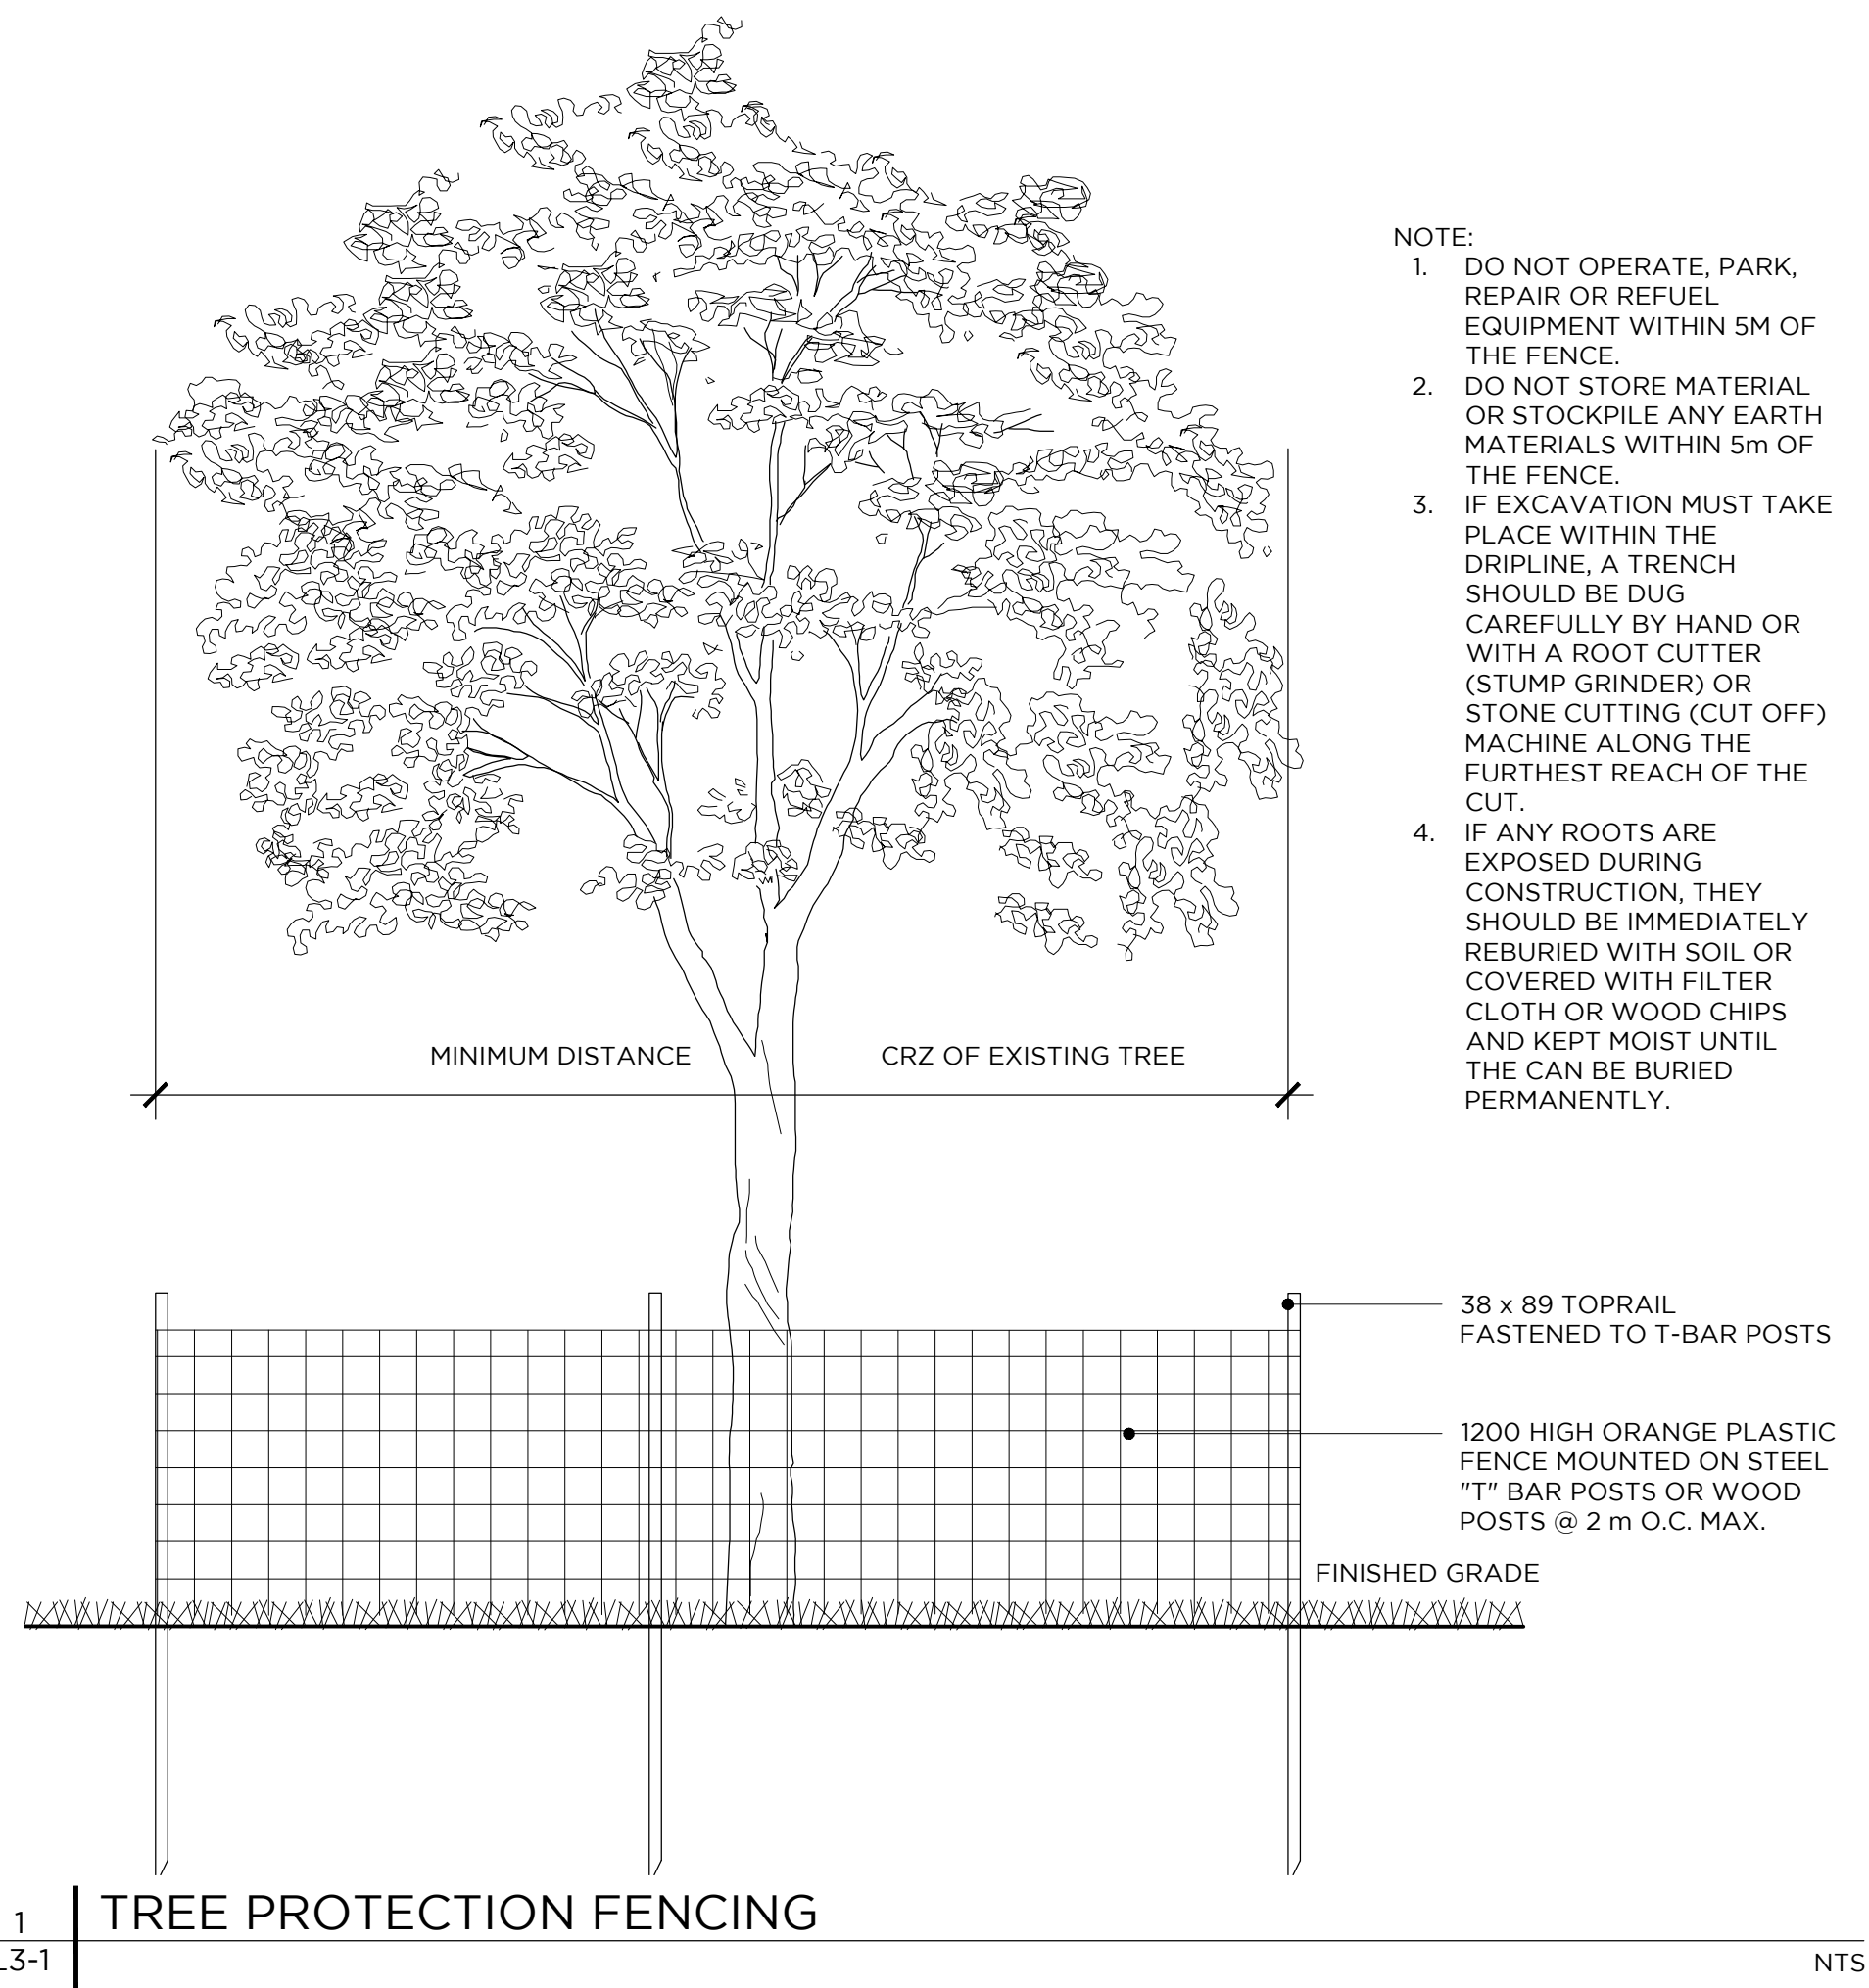 NOTE:
1. DO NOT OPERATE, PARK,
REPAIR OR REFUEL
EQUIPMENT WITHIN 5M OF
THE FENCE.
2. DO NOT STORE MATERIAL
OR STOCKPILE ANY EARTH
MATERIALS WITHIN 5m OF
THE FENCE.
3. IF EXCAVATION MUST TAKE
PLACE WITHIN THE
DRIPLINE, A TRENCH
SHOULD BE DUG
CAREFULLY BY HAND OR
WITH A ROOT CUTTER
(STUMP GRINDER) OR
STONE CUTTING (CUT OFF)
MACHINE ALONG THE
FURTHEST REACH OF THE
CUT.
4. IF ANY ROOTS ARE
EXPOSED DURING
CONSTRUCTION, THEY
SHOULD BE IMMEDIATELY
REBURIED WITH SOIL OR
COVERED WITH FILTER
CLOTH OR WOOD CHIPS
AND KEPT MOIST UNTIL
THE CAN BE BURIED
PERMANENTLY.
MINIMUM DISTANCE CRZ OF EXISTING TREE
38 x 89 TOPRAIL
FASTENED TO T-BAR POSTS
1200 HIGH ORANGE PLASTIC
FENCE MOUNTED ON STEEL
"T" BAR POSTS OR WOOD
POSTS @ 2 m O.C. MAX.
FINISHED GRADE
1 TREE PROTECTION FENCING
L3-1 NTS